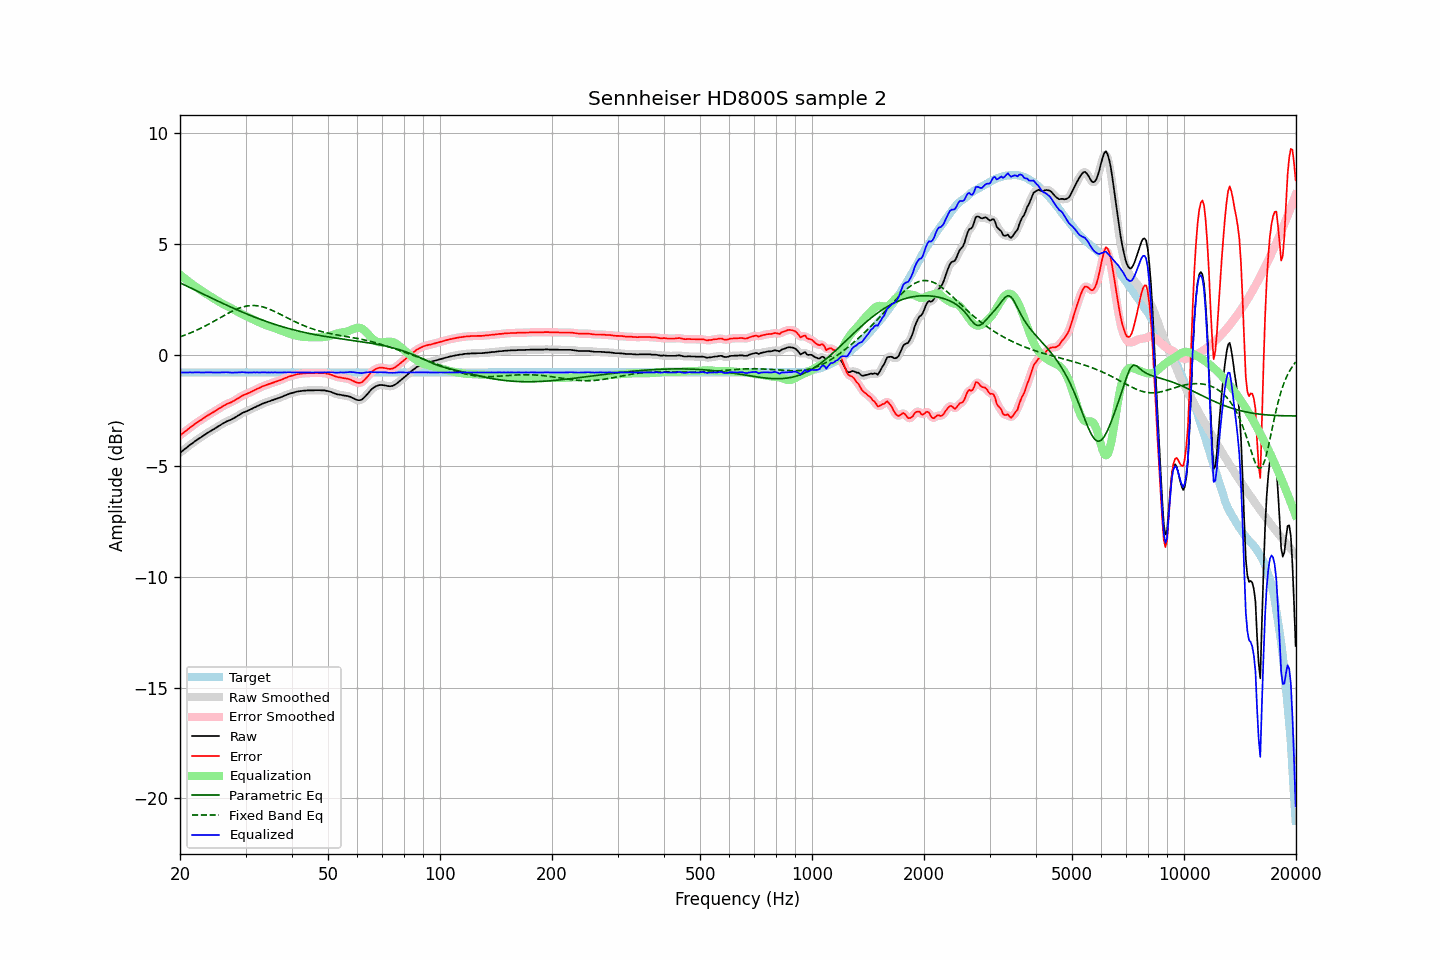 Sennheiser HD800S sample 2
Amplitude (dBr)
10
5
0
−5
−10
−15
−20
Target
Raw Smoothed
Error Smoothed
Raw
Error
Equalization
Parametric Eq
Fixed Band Eq
Equalized
20 50 100 200 500 1000 2000 5000 10000 20000
Frequency (Hz)